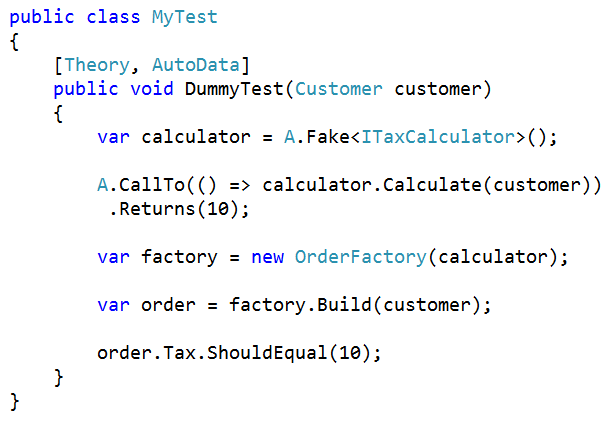 public class MyTest
{
    [Theory, AutoData]
    public void DummyTest(Customer customer)
    {
        var calculator = A.Fake<ITaxCalculator>();

        A.CallTo(() => calculator.Calculate(customer))
         .Returns(10);

        var factory = new OrderFactory(calculator);

        var order = factory.Build(customer);

        order.Tax.ShouldEqual(10);
    }
}